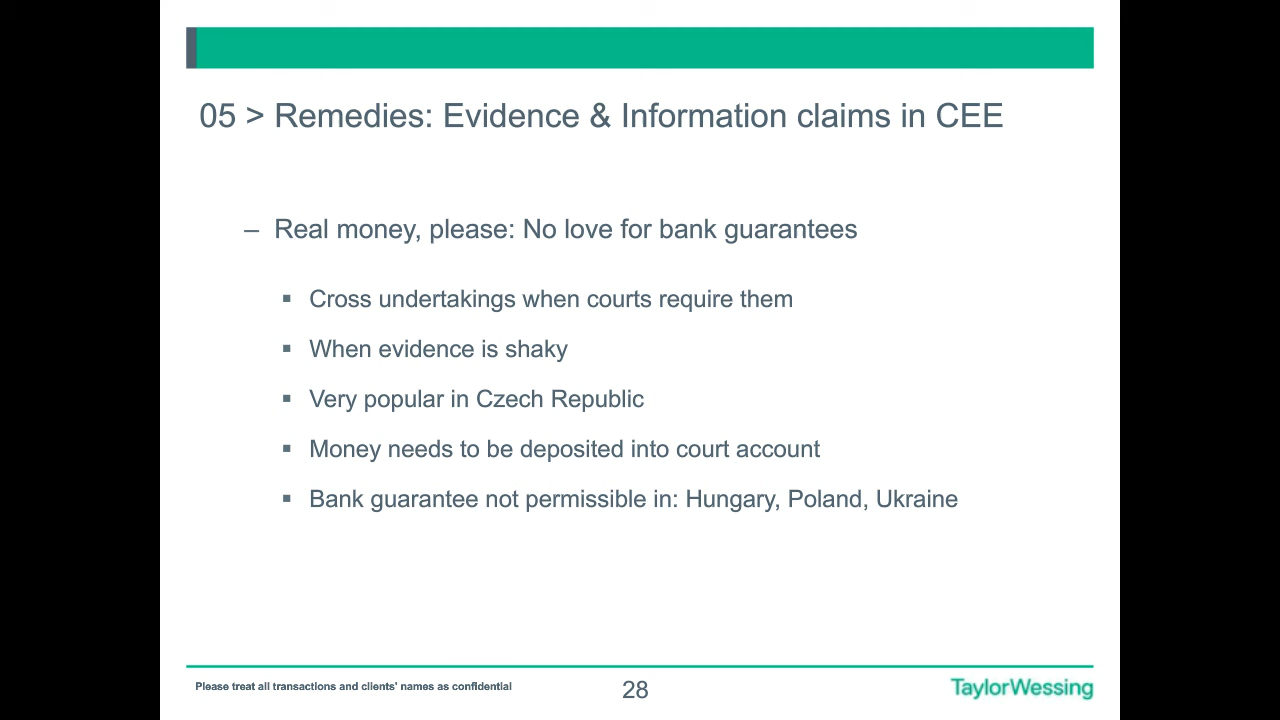 05 > Remedies: Evidence & Information claims in CEE
– Real money, please: No love for bank guarantees
▪ Cross undertakings when courts require them
▪ When evidence is shaky
▪ Very popular in Czech Republic
▪ Money needs to be deposited into court account
▪ Bank guarantee not permissible in: Hungary, Poland, Ukraine
Please treat all transactions and clients' names as confidential
28
TaylorWessing